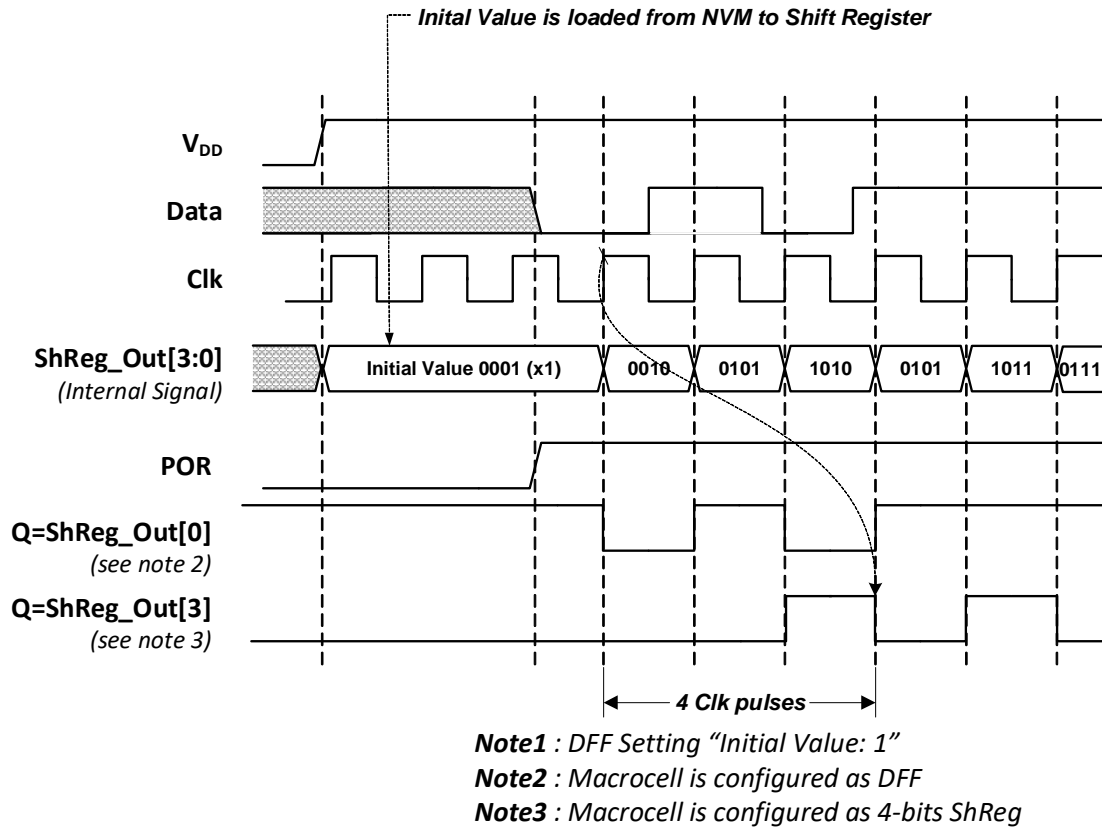 Inital Value is loaded from NVM to Shift Register
VDD
Data
Clk
ShReg_Out[3:0]
(Internal Signal)
Initial Value 0001 (x1)
0010
0101
1010
0101
1011
0111
POR
Q=ShReg_Out[0]
(see note 2)
Q=ShReg_Out[3]
(see note 3)
4 Clk pulses
Note1 : DFF Setting “Initial Value: 1”
Note2 : Macrocell is configured as DFF
Note3 : Macrocell is configured as 4-bits ShReg